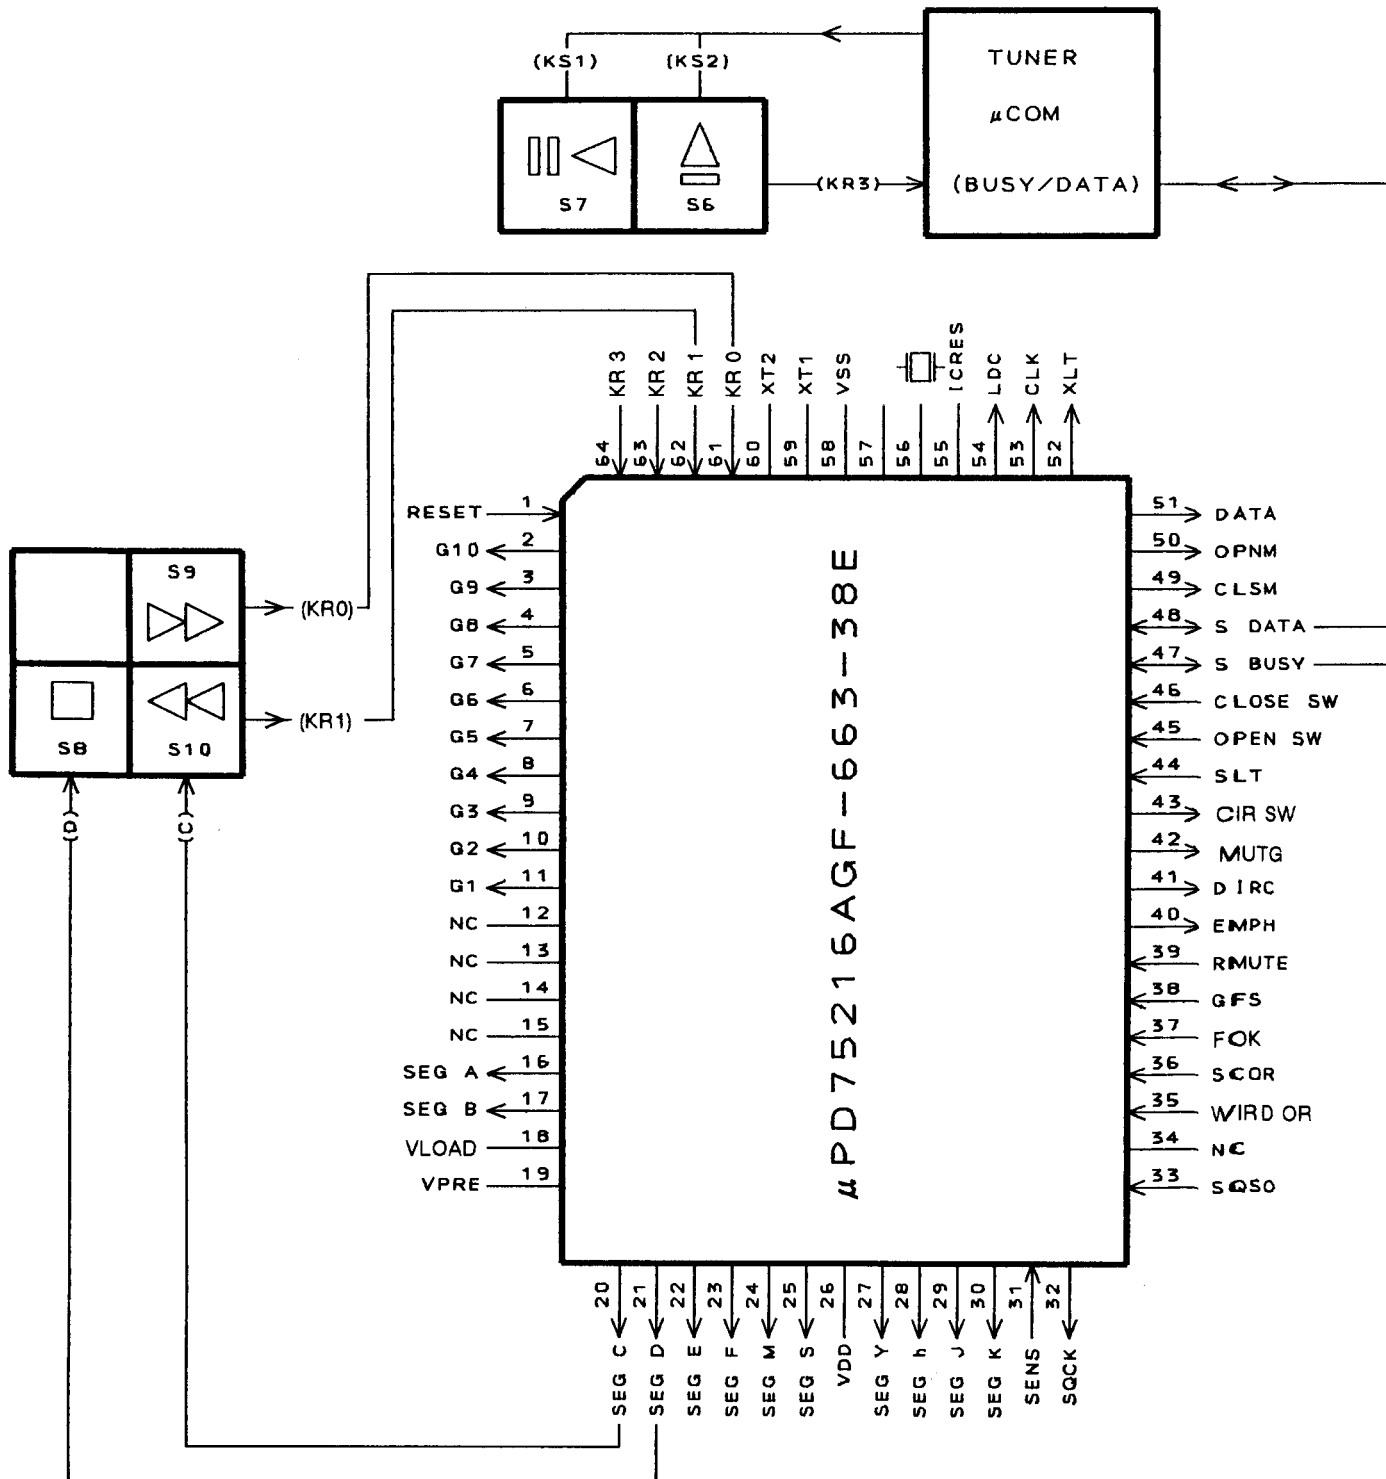 (KS1)
(KS2)
TUNER
µCOM
(BUSY/DATA)
(KR3)
S7
S6
KR3
KR2
KR1
KR0
XT2
XT1
VSS
ICRES
LDC
CLK
XLT
64
63
62
61
60
59
58
57
56
55
54
53
52
RESET 1
G10 2
G9 3
G8 4
G7 5
G6 6
G5 7
G4 8
G3 9
G2 10
G1 11
NC 12
NC 13
NC 14
NC 15
SEG A 16
SEG B 17
VLOAD 18
VPRE 19
S9
(KR0)
S8
S10
(KR1)
(D)
(C)
µPD75216AGF-663-38E
51 DATA
50 OPNM
49 CLSM
48 S DATA
47 S BUSY
46 CLOSE SW
45 OPEN SW
44 SLT
43 CIR SW
42 MUTG
41 DIRC
40 EMPH
39 RMUTE
38 GFS
37 FOK
36 SCOR
35 WIRD OR
34 NC
33 SQSO
20
21
22
23
24
25
26
27
28
29
30
31
32
SEG C
SEG D
SEG E
SEG F
SEG M
SEG S
VDD
SEG Y
SEG h
SEG J
SEG K
SENS
SQCK